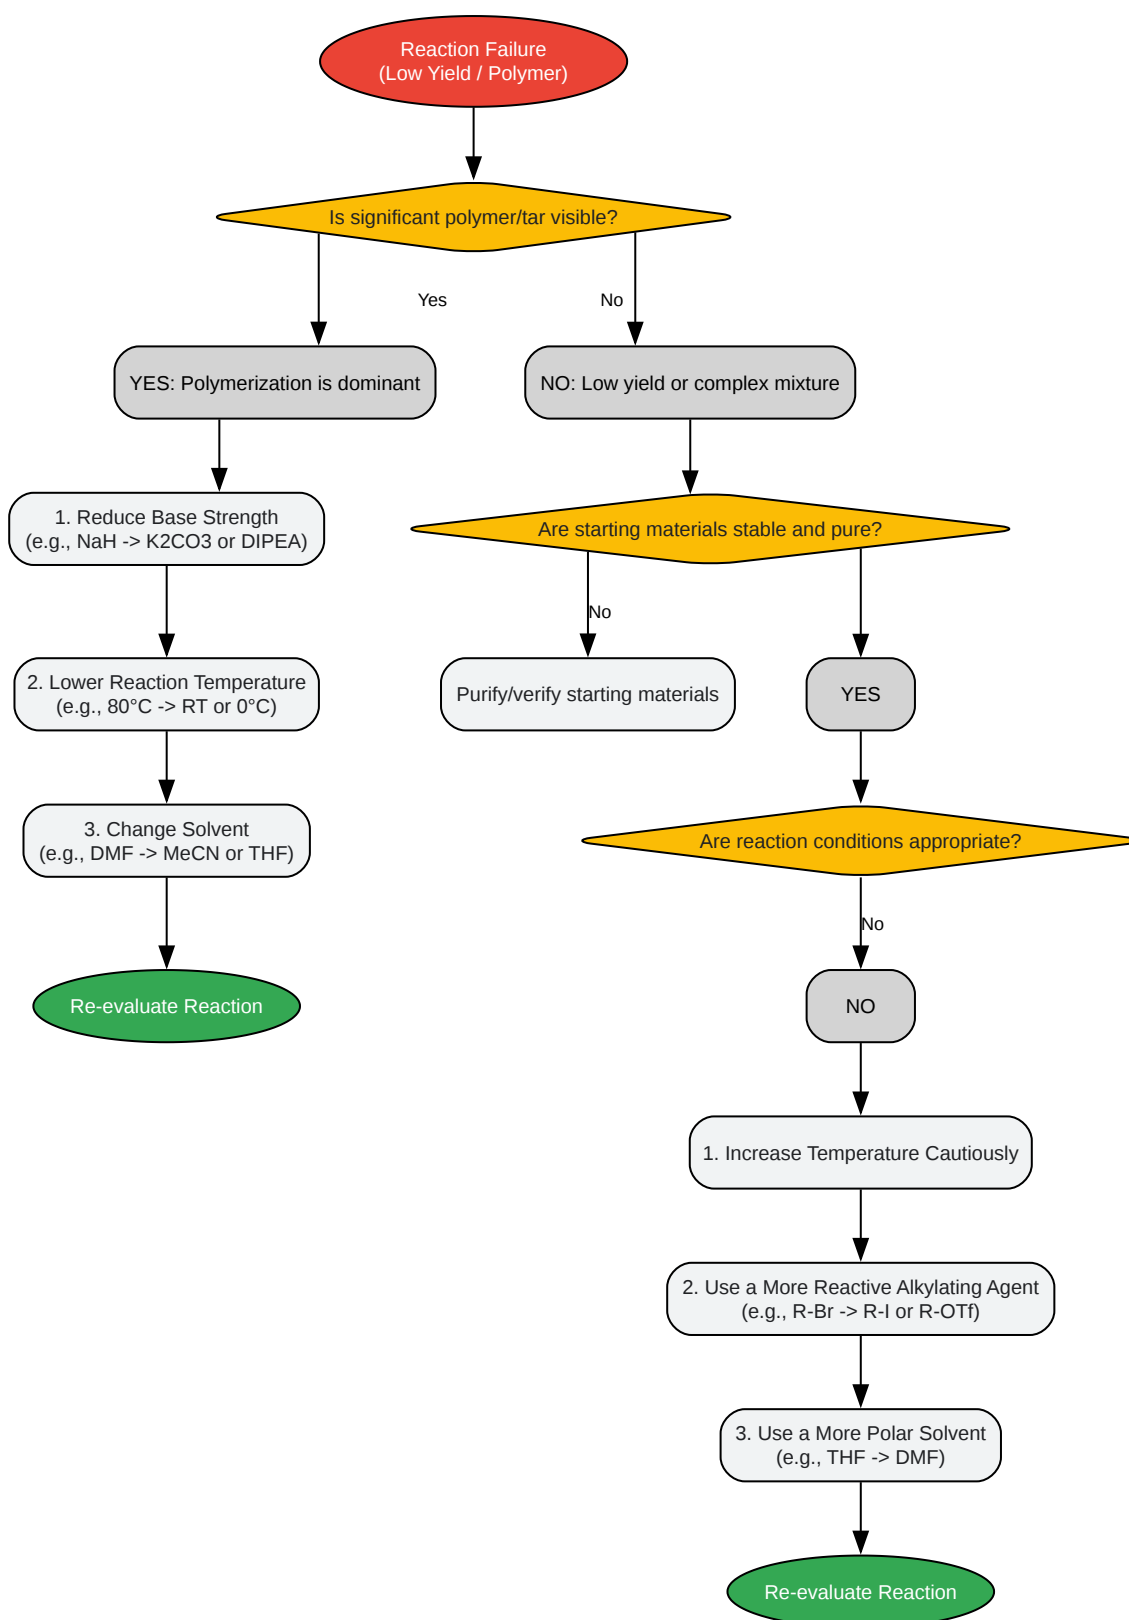 Reaction Failure
(Low Yield / Polymer)
Is significant polymer/tar visible?
Yes
No
YES: Polymerization is dominant
NO: Low yield or complex mixture
1. Reduce Base Strength
(e.g., NaH -> K2CO3 or DIPEA)
Are starting materials stable and pure?
No
2. Lower Reaction Temperature
(e.g., 80°C -> RT or 0°C)
Purify/verify starting materials
YES
3. Change Solvent
(e.g., DMF -> MeCN or THF)
Are reaction conditions appropriate?
No
Re-evaluate Reaction
NO
1. Increase Temperature Cautiously
2. Use a More Reactive Alkylating Agent
(e.g., R-Br -> R-I or R-OTf)
3. Use a More Polar Solvent
(e.g., THF -> DMF)
Re-evaluate Reaction